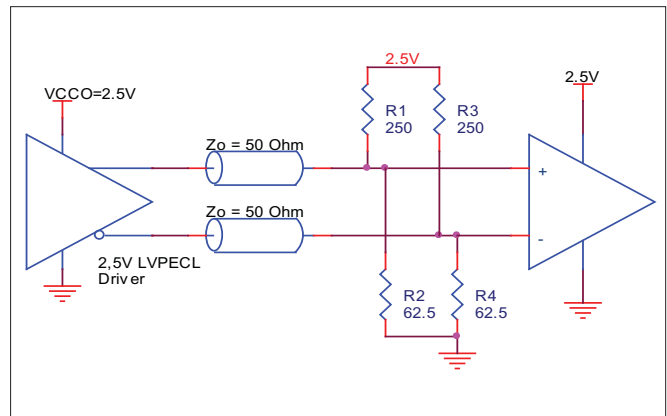 2.5V
2.5V
VCCO=2.5V
R1
250
R3
250
Zo = 50 Ohm
+
Zo = 50 Ohm
-
2,5V LVPECL
Driver
R2
62.5
R4
62.5